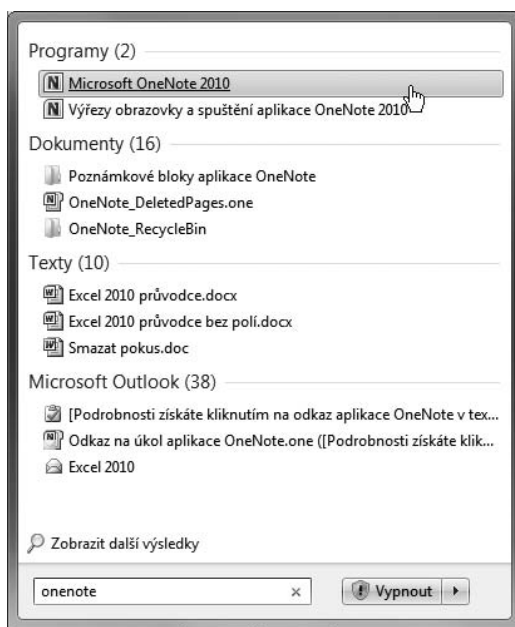 Programy (2)
Microsoft OneNote 2010
Výřezy obrazovky a spuštění aplikace OneNote 2010
Dokumenty (16)
Poznámkové bloky aplikace OneNote
OneNote_DeletedPages.one
OneNote_RecycleBin
Texty (10)
Excel 2010 průvodce.docx
Excel 2010 průvodce bez polí.docx
Smazat pokus.doc
Microsoft Outlook (38)
[Podrobnosti získáte kliknutím na odkaz aplikace OneNote v tex...
Odkaz na úkol aplikace OneNote.one ([Podrobnosti získáte klik...
Excel 2010
Zobrazit další výsledky
onenote
Vypnout